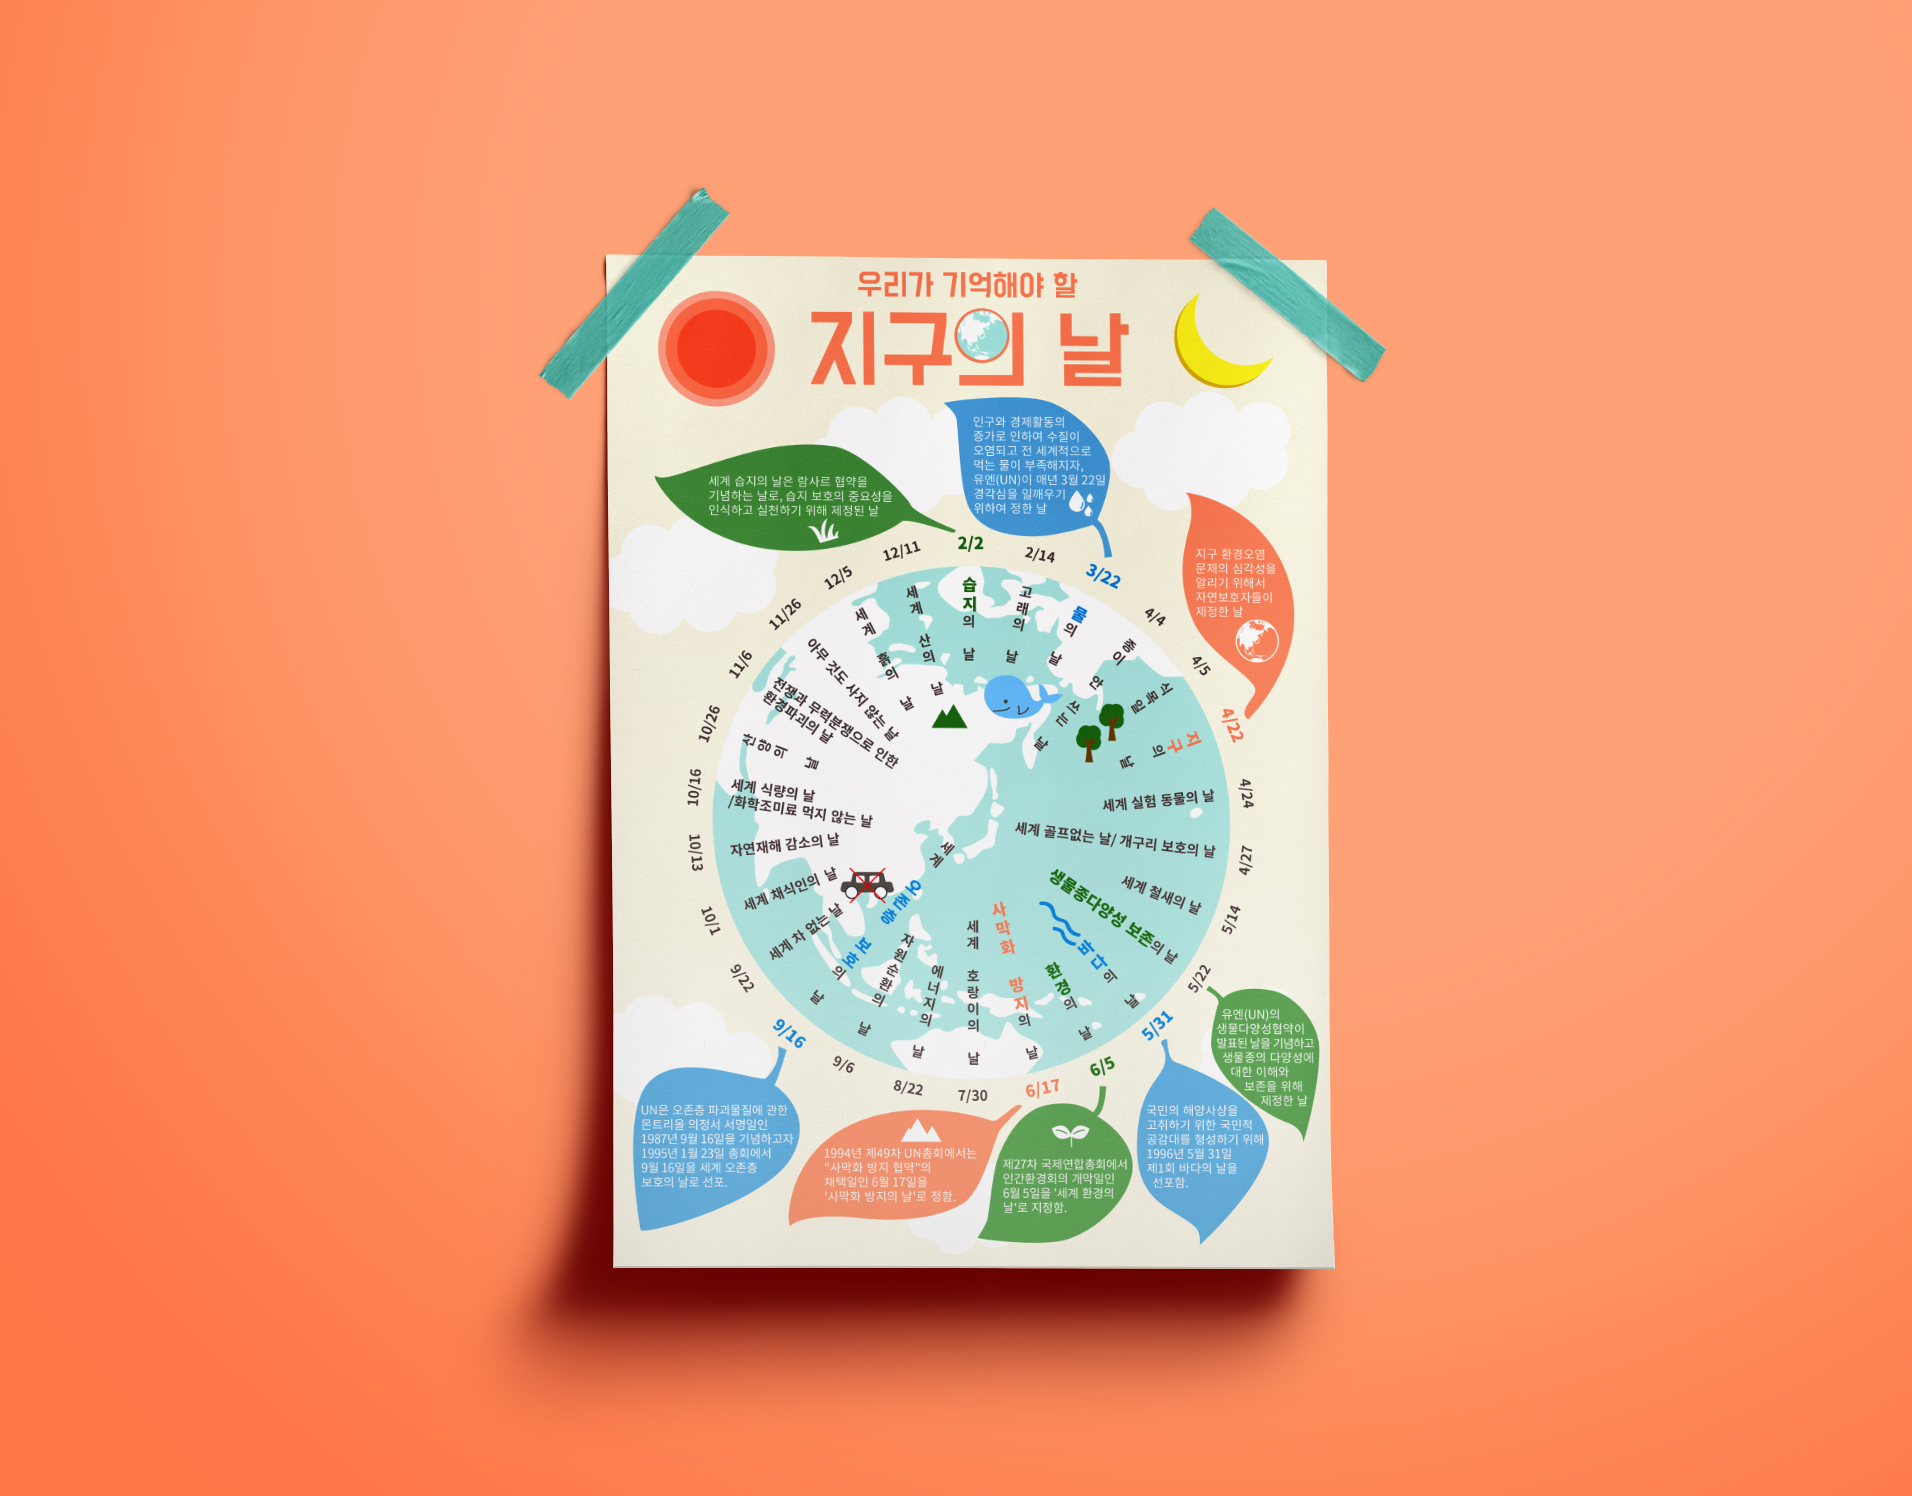 우리가 기억해야 할
지구의 날
인구와 경제활동의
증가로 인하여 수질이
오염되고 전 세계적으로
먹는 물이 부족해지자,
유엔(UN)이 매년 3월 22일
경각심을 일깨우기
위하여 정한 날
세계 습지의 날은 람사르 협약을
기념하는 날로, 습지 보호의 중요성을
인식하고 실천하기 위해 제정된 날
지구 환경오염
문제의 심각성을
알리기 위해서
자연보호자들이
제정한 날
2/2
습지의 날
2/14
고래의 날
3/22
물의 날
4/4
종이 안 쓰는 날
4/5
식목일
4/22
지구의 날
4/24
세계 실험 동물의 날
4/27
세계 골프없는 날/ 개구리 보호의 날
5/14
세계 철새의 날
5/22
생물종다양성 보존의 날
5/31
바다의 날
6/5
환경의 날
6/17
사막화 방지의 날
7/30
세계 호랑이의 날
8/22
에너지의 날
9/6
자원순환의 날
9/16
세계 오존층 보호의 날
9/22
세계 차 없는 날
10/1
세계 채식인의 날
10/13
자연재해 감소의 날
10/16
세계 식량의 날
/화학조미료 먹지 않는 날
10/26
간호의 날
11/6
전쟁과 무력분쟁으로 인한
환경파괴의 날
11/26
아무 것도 사지 않는 날
12/5
세계 흙의 날
12/11
세계 산의 날
유엔(UN)의
생물다양성협약이
발표된 날을 기념하고
생물종의 다양성에
대한 이해와
보존을 위해
제정한 날
국민의 해양사상을
고취하기 위한 국민적
공감대를 형성하기 위해
1996년 5월 31일
제1회 바다의 날을
선포함.
제27차 국제연합총회에서
인간환경회의 개막일인
6월 5일을 '세계 환경의
날'로 지정함.
1994년 제49차 UN총회에서는
"사막화 방지 협약"의
채택일인 6월 17일을
'사막화 방지의 날'로 정함.
UN은 오존층 파괴물질에 관한
몬트리올 의정서 서명일인
1987년 9월 16일을 기념하고자
1995년 1월 23일 총회에서
9월 16일을 세계 오존층
보호의 날로 선포.